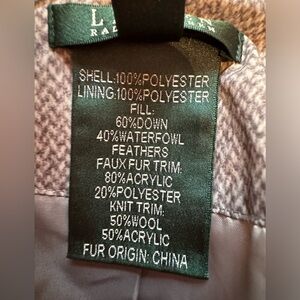 SHELL:100%POLYESTER
LINING:100%POLYESTER
FILL:
60%DOWN
40%WATERFOWL
FEATHERS
FAUX FUR TRIM:
80%ACRYLIC
20%POLYESTER
KNIT TRIM:
50%WOOL
50%ACRYLIC
FUR ORIGIN: CHINA